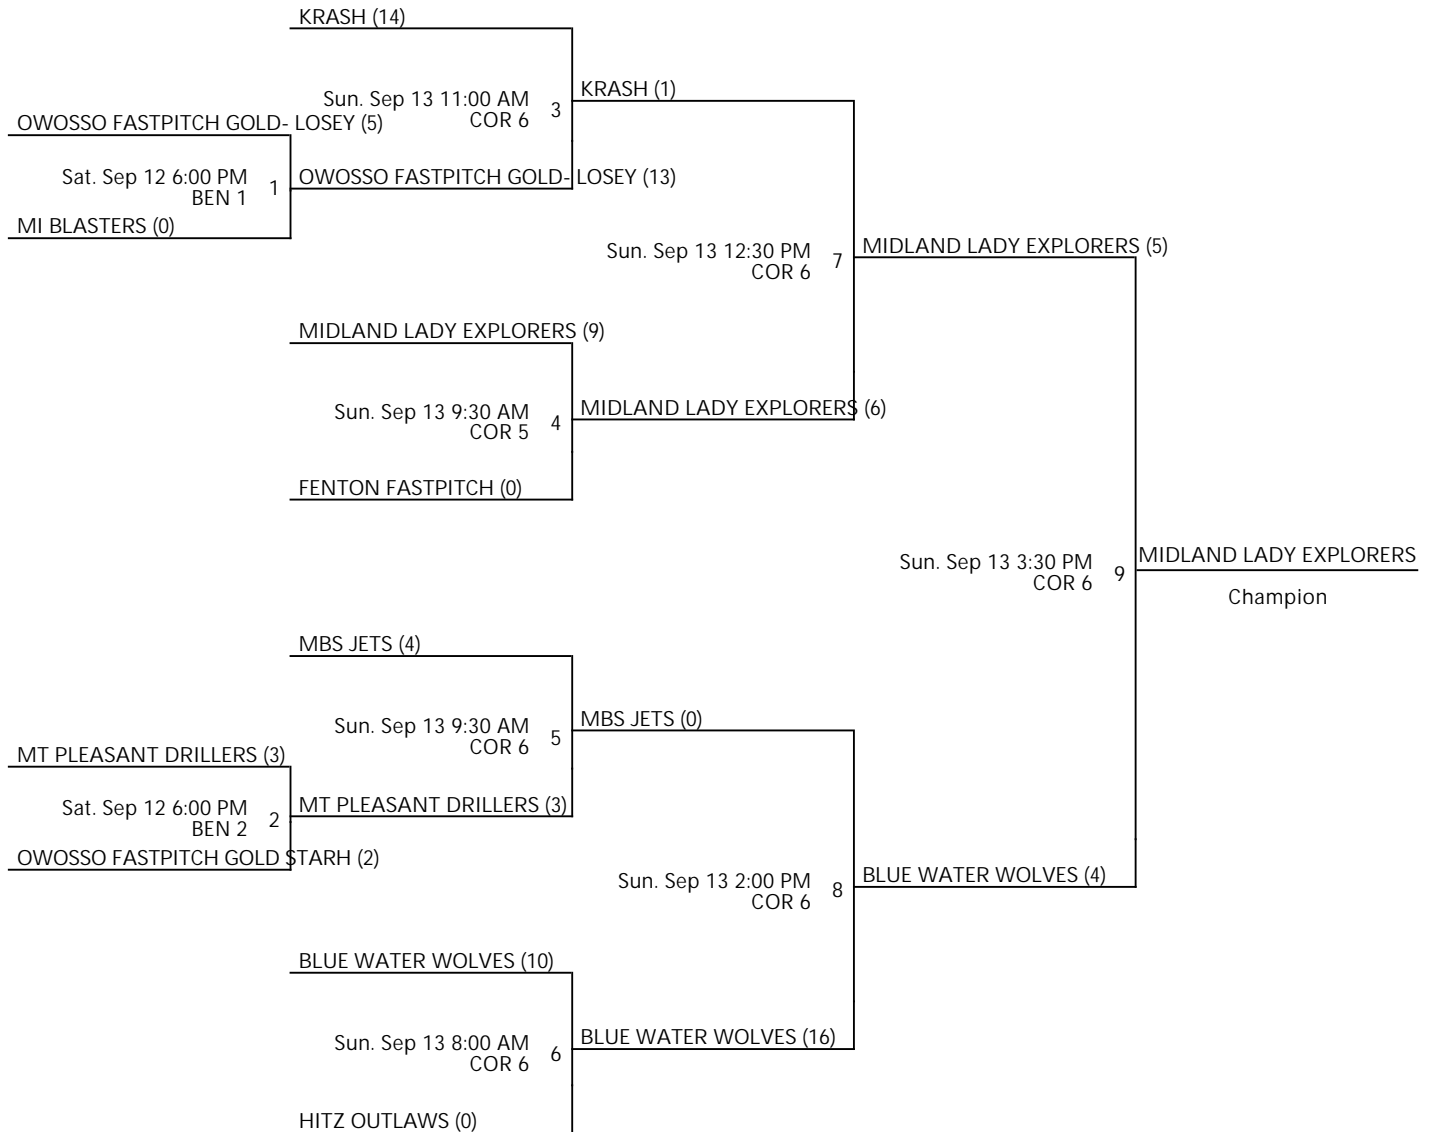 KRASH (14)
Sun. Sep 13 11:00 AM
COR 6
3
KRASH (1)
OWOSSO FASTPITCH GOLD- LOSEY (5)
Sat. Sep 12 6:00 PM
BEN 1
1
OWOSSO FASTPITCH GOLD- LOSEY (13)
MI BLASTERS (0)
Sun. Sep 13 12:30 PM
COR 6
7
MIDLAND LADY EXPLORERS (5)
MIDLAND LADY EXPLORERS (9)
Sun. Sep 13 9:30 AM
COR 5
4
MIDLAND LADY EXPLORERS (6)
FENTON FASTPITCH (0)
Sun. Sep 13 3:30 PM
COR 6
9
MIDLAND LADY EXPLORERS
Champion
MBS JETS (4)
Sun. Sep 13 9:30 AM
COR 6
5
MBS JETS (0)
MT PLEASANT DRILLERS (3)
Sat. Sep 12 6:00 PM
BEN 2
2
MT PLEASANT DRILLERS (3)
OWOSSO FASTPITCH GOLD STARH (2)
Sun. Sep 13 2:00 PM
COR 6
8
BLUE WATER WOLVES (4)
BLUE WATER WOLVES (10)
Sun. Sep 13 8:00 AM
COR 6
6
BLUE WATER WOLVES (16)
HITZ OUTLAWS (0)